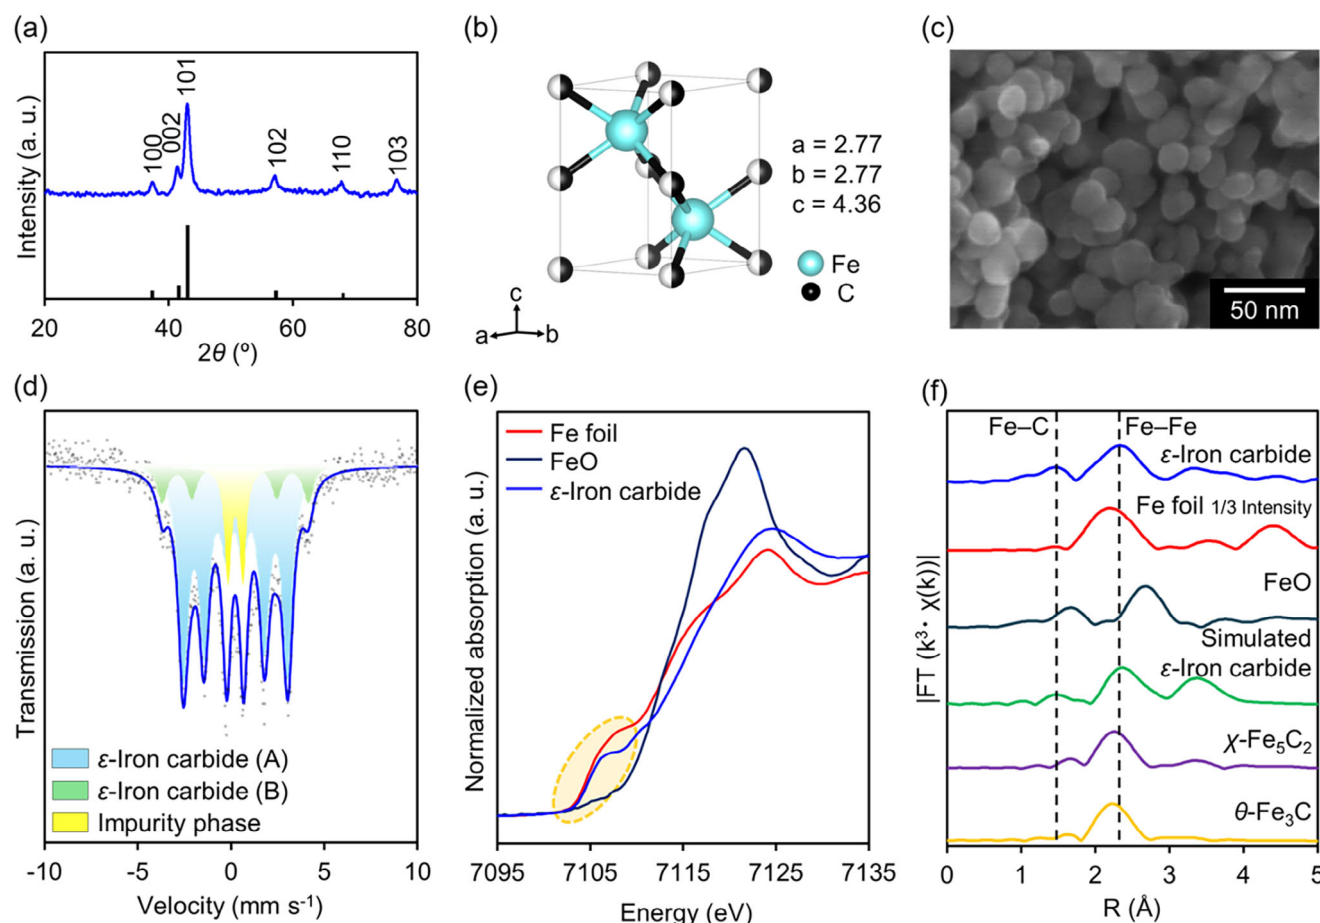 (a)
Intensity (a. u.)
100
002
101
102
110
103
20
40
60
80
2θ (º)
(b)
a = 2.77
b = 2.77
c = 4.36
Fe
C
c
a
b
(c)
50 nm
(d)
Transmission (a. u.)
ε-Iron carbide (A)
ε-Iron carbide (B)
Impurity phase
-10
-5
0
5
10
Velocity (mm s⁻¹)
(e)
Normalized absorption (a. u.)
Fe foil
FeO
ε-Iron carbide
7095
7105
7115
7125
7135
Energy (eV)
(f)
|FT (k³· χ(k))|
Fe–C
Fe–Fe
ε-Iron carbide
Fe foil 1/3 Intensity
FeO
Simulated
ε-Iron carbide
χ-Fe₅C₂
θ-Fe₃C
0
1
2
3
4
5
R (Å)